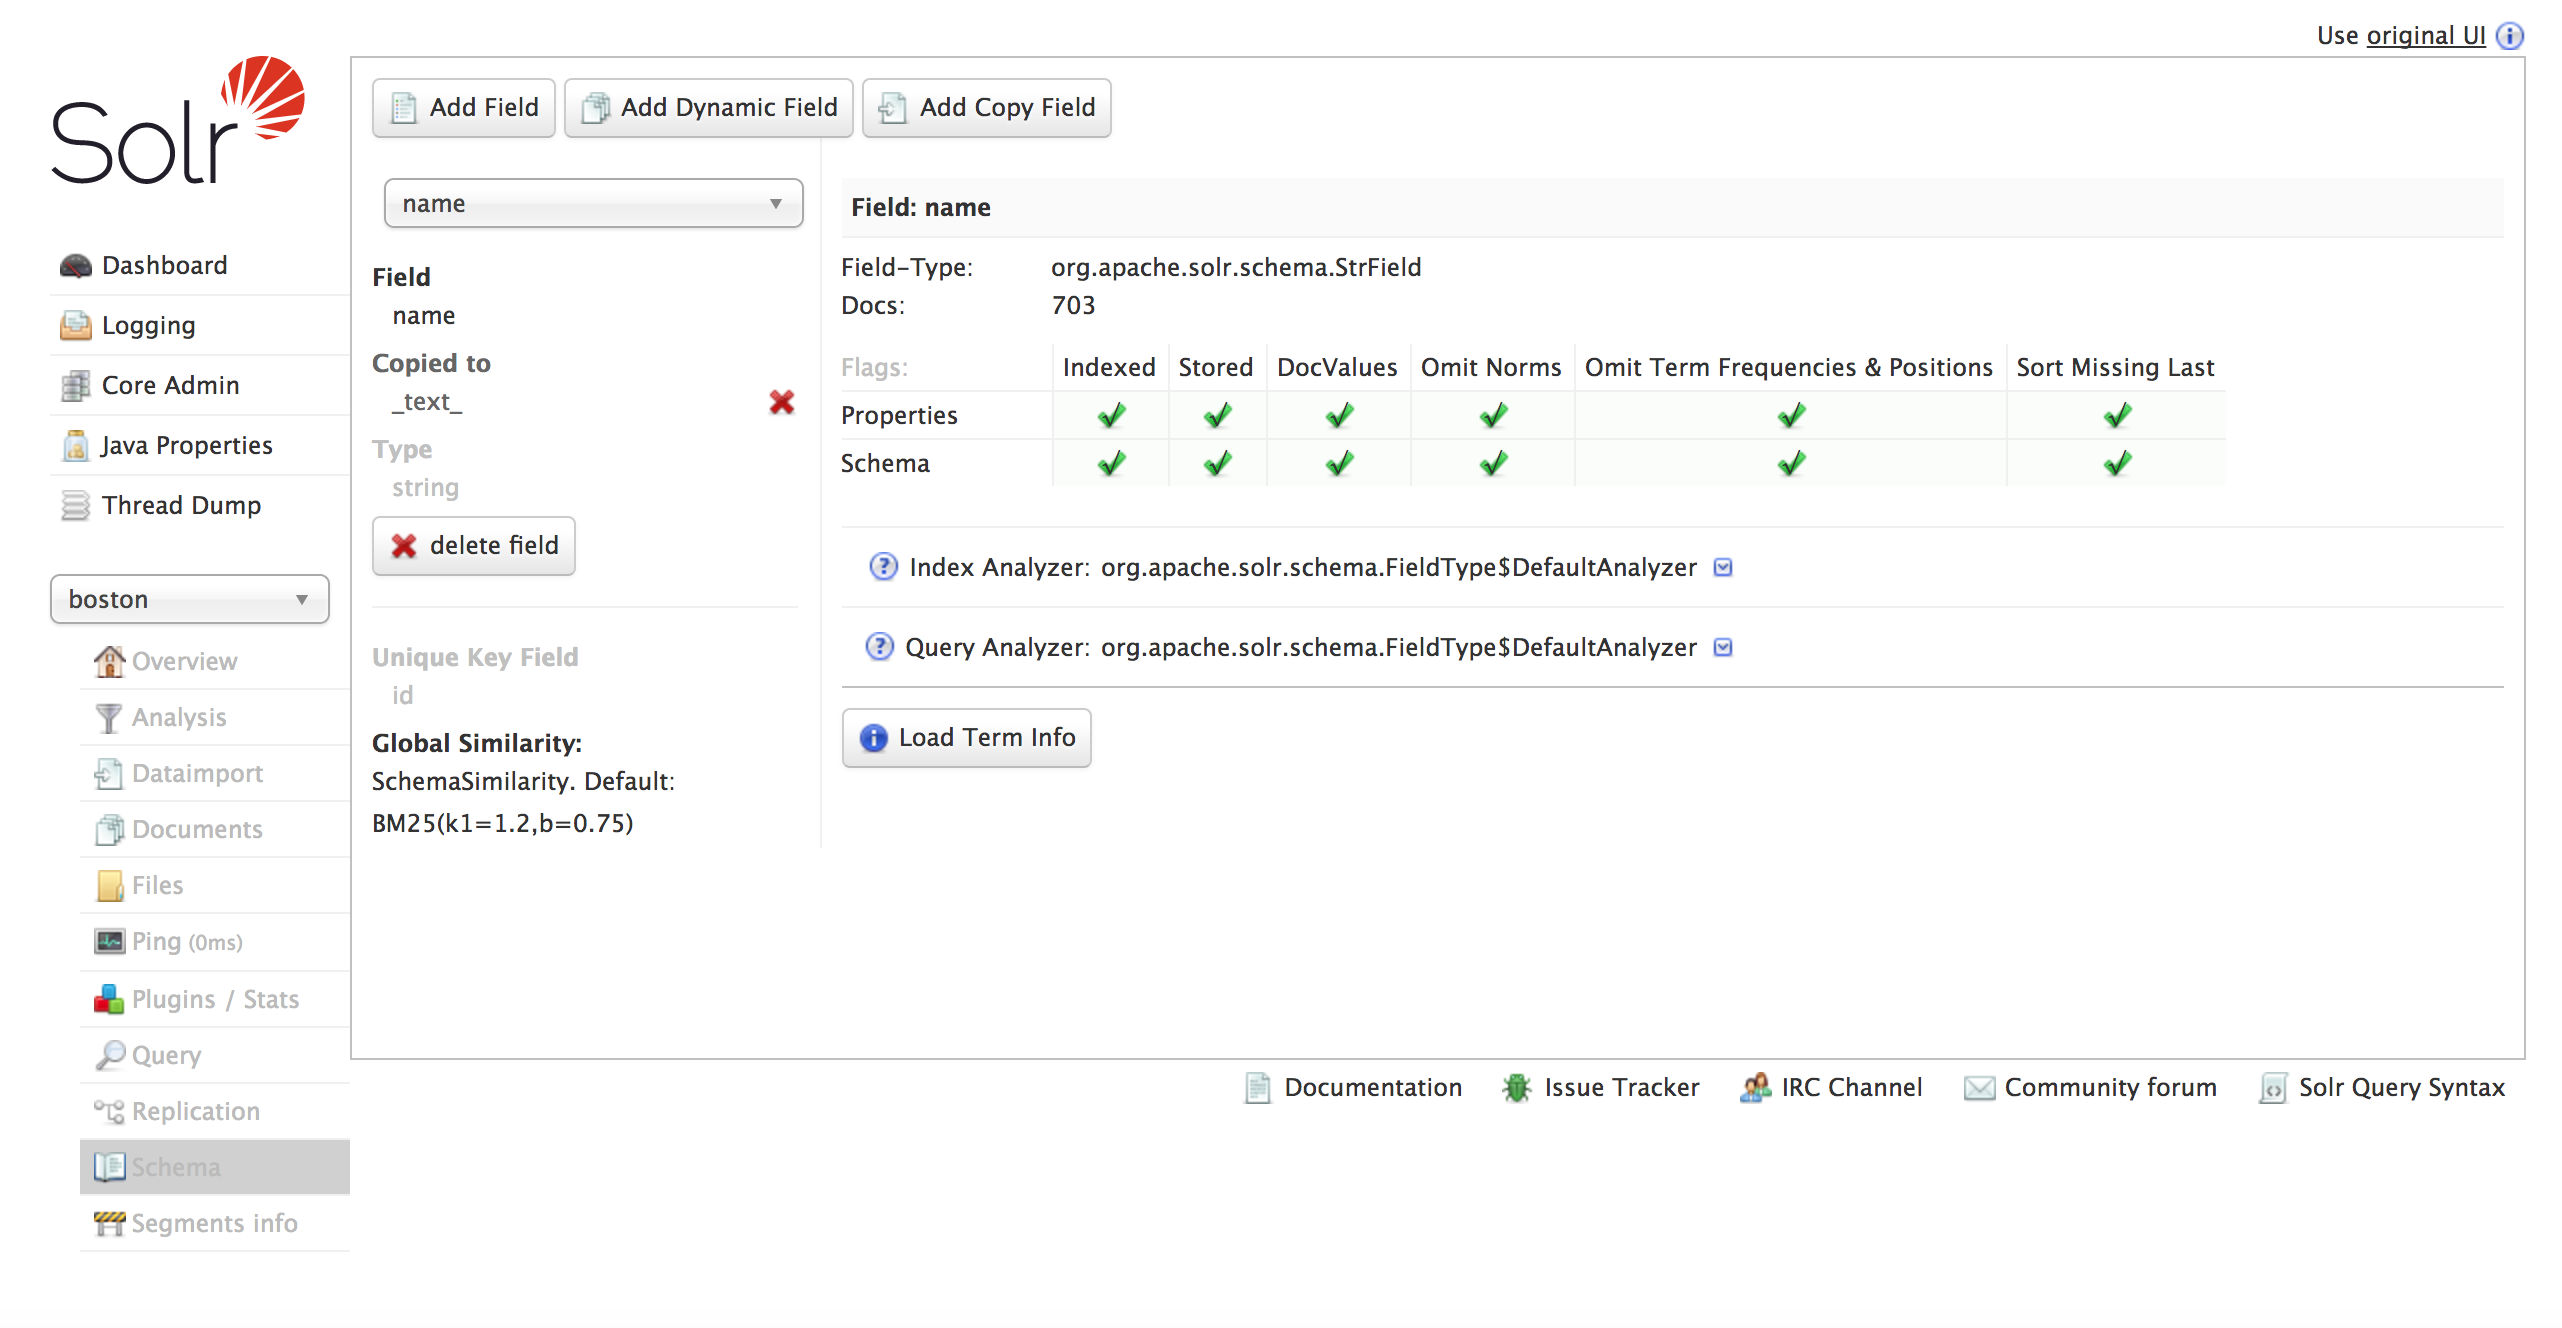 Use original UI
Solr
Dashboard
Logging
Core Admin
Java Properties
Thread Dump
boston
Overview
Analysis
Dataimport
Documents
Files
Ping (0ms)
Plugins / Stats
Query
Replication
Schema
Segments info
Add Field Add Dynamic Field Add Copy Field
name
Field
name
Copied to
_text_
Type
string
delete field
Unique Key Field
id
Global Similarity:
SchemaSimilarity. Default:
BM25(k1=1.2,b=0.75)
Field: name
Field-Type: org.apache.solr.schema.StrField
Docs: 703
Flags: Indexed Stored DocValues Omit Norms Omit Term Frequencies & Positions Sort Missing Last
Properties
Schema
Index Analyzer: org.apache.solr.schema.FieldType$DefaultAnalyzer
Query Analyzer: org.apache.solr.schema.FieldType$DefaultAnalyzer
Load Term Info
Documentation Issue Tracker IRC Channel Community forum Solr Query Syntax